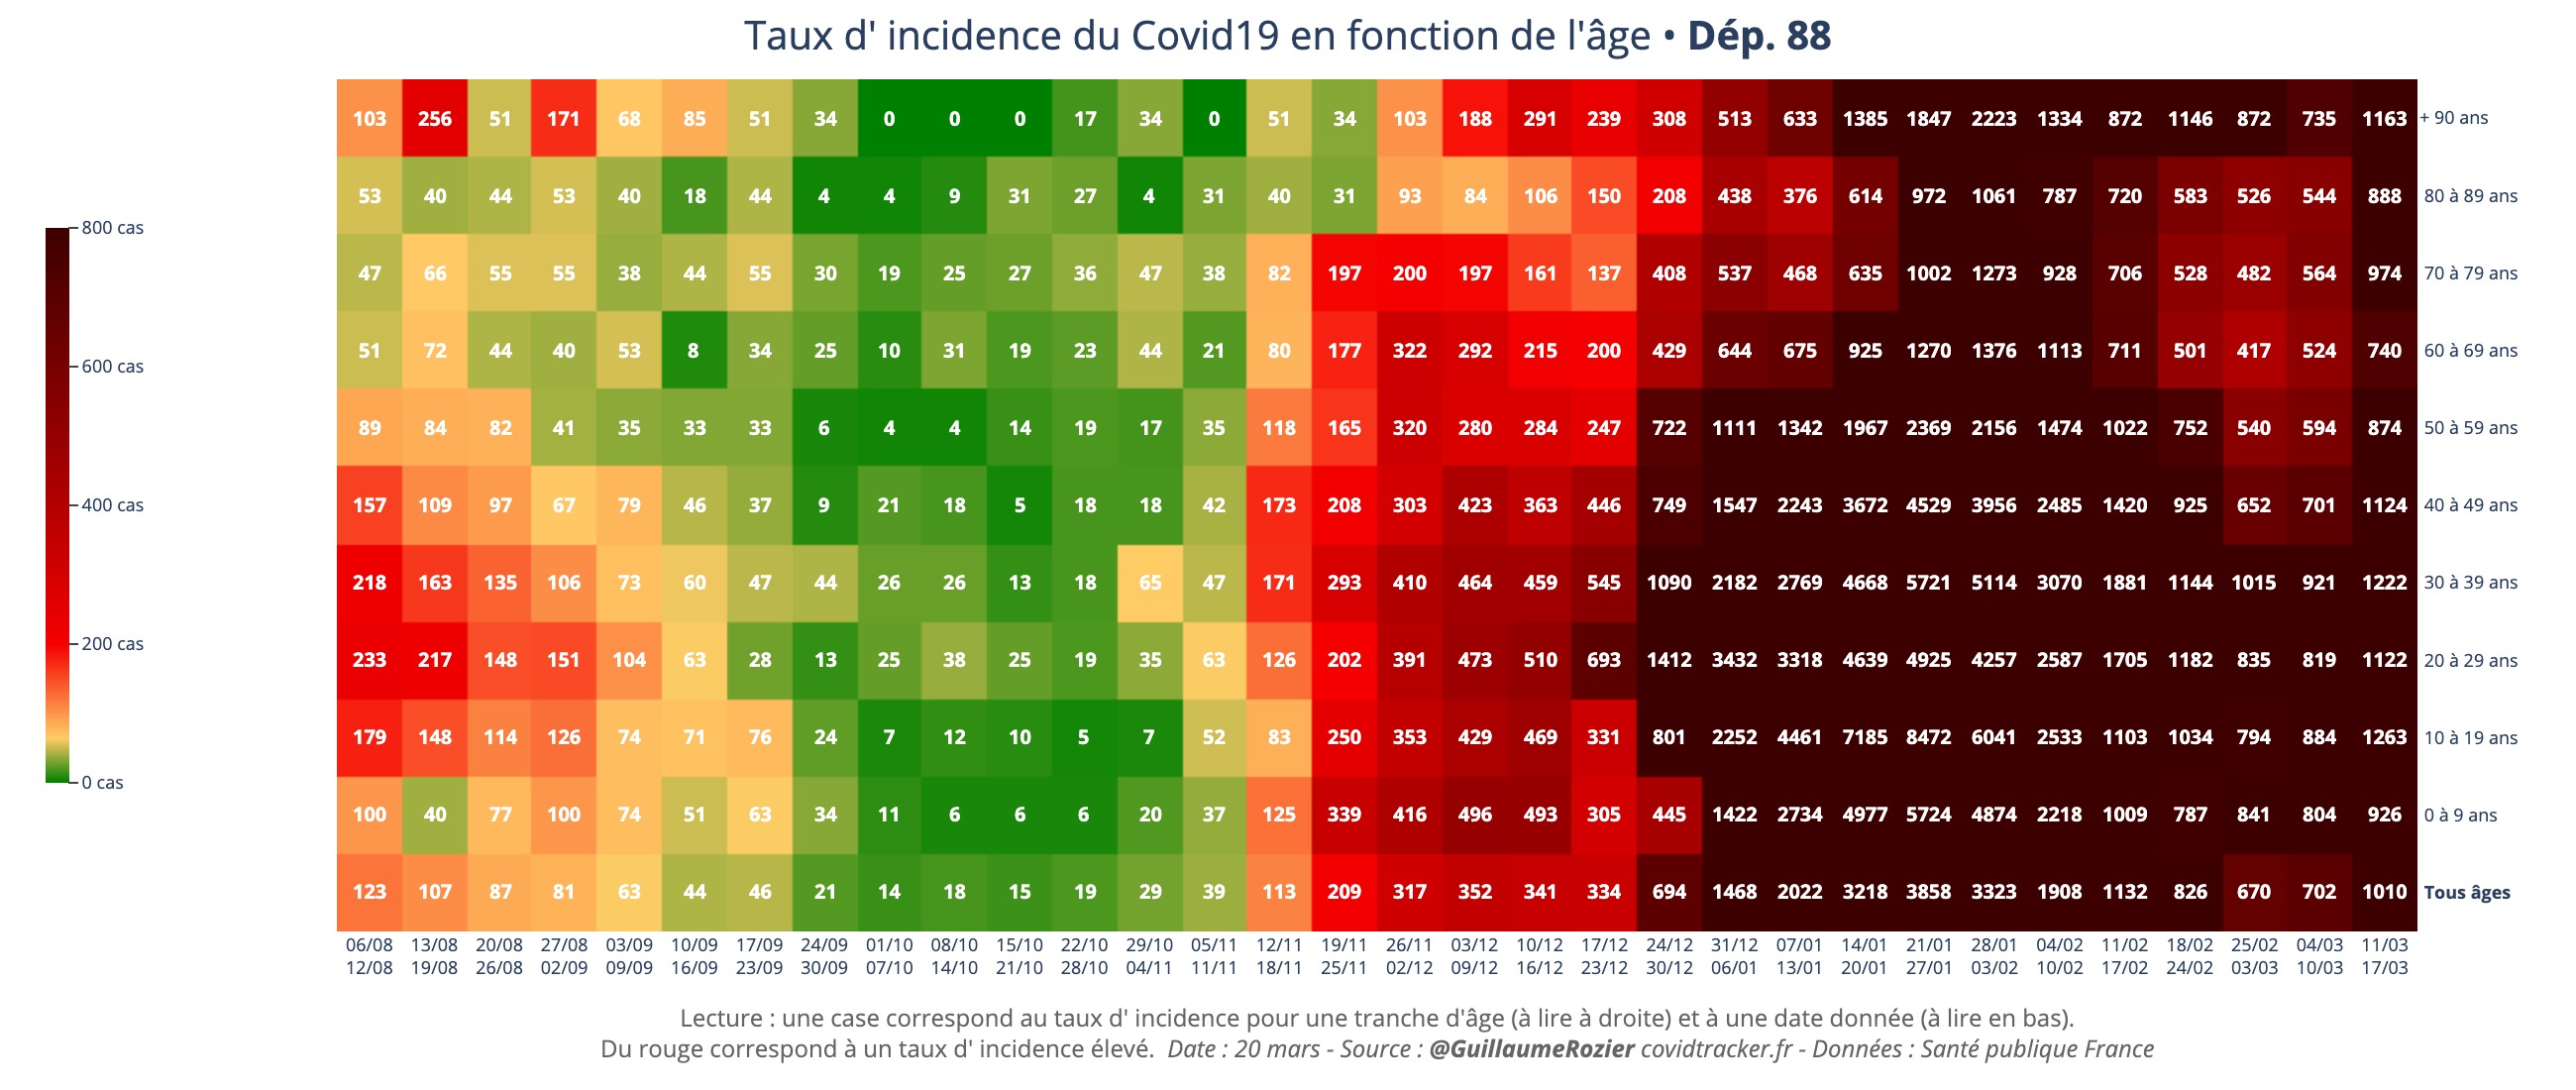 Taux d' incidence du Covid19 en fonction de l'âge • Dép. 88
800 cas
600 cas
400 cas
200 cas
0 cas
103 256 51 171 68 85 51 34 0 0 0 17 34 0 51 34 103 188 291 239 308 513 633 1385 1847 2223 1334 872 1146 872 735 1163 + 90 ans
53 40 44 53 40 18 44 4 4 9 31 27 4 31 40 31 93 84 106 150 208 438 376 614 972 1061 787 720 583 526 544 888 80 à 89 ans
47 66 55 55 38 44 55 30 19 25 27 36 47 38 82 197 200 197 161 137 408 537 468 635 1002 1273 928 706 528 482 564 974 70 à 79 ans
51 72 44 40 53 8 34 25 10 31 19 23 44 21 80 177 322 292 215 200 429 644 675 925 1270 1376 1113 711 501 417 524 740 60 à 69 ans
89 84 82 41 35 33 33 6 4 4 14 19 17 35 118 165 320 280 284 247 722 1111 1342 1967 2369 2156 1474 1022 752 540 594 874 50 à 59 ans
157 109 97 67 79 46 37 9 21 18 5 18 18 42 173 208 303 423 363 446 749 1547 2243 3672 4529 3956 2485 1420 925 652 701 1124 40 à 49 ans
218 163 135 106 73 60 47 44 26 26 13 18 65 47 171 293 410 464 459 545 1090 2182 2769 4668 5721 5114 3070 1881 1144 1015 921 1222 30 à 39 ans
233 217 148 151 104 63 28 13 25 38 25 19 35 63 126 202 391 473 510 693 1412 3432 3318 4639 4925 4257 2587 1705 1182 835 819 1122 20 à 29 ans
179 148 114 126 74 71 76 24 7 12 10 5 7 52 83 250 353 429 469 331 801 2252 4461 7185 8472 6041 2533 1103 1034 794 884 1263 10 à 19 ans
100 40 77 100 74 51 63 34 11 6 6 6 20 37 125 339 416 496 493 305 445 1422 2734 4977 5724 4874 2218 1009 787 841 804 926 0 à 9 ans
123 107 87 81 63 44 46 21 14 18 15 19 29 39 113 209 317 352 341 334 694 1468 2022 3218 3858 3323 1908 1132 826 670 702 1010 Tous âges
06/08 13/08 20/08 27/08 03/09 10/09 17/09 24/09 01/10 08/10 15/10 22/10 29/10 05/11 12/11 19/11 26/11 03/12 10/12 17/12 24/12 31/12 07/01 14/01 21/01 28/01 04/02 11/02 18/02 25/02 04/03 11/03
12/08 19/08 26/08 02/09 09/09 16/09 23/09 30/09 07/10 14/10 21/10 28/10 04/11 11/11 18/11 25/11 02/12 09/12 16/12 23/12 30/12 06/01 13/01 20/01 27/01 03/02 10/02 17/02 24/02 03/03 10/03 17/03
Lecture : une case correspond au taux d' incidence pour une tranche d'âge (à lire à droite) et à une date donnée (à lire en bas).
Du rouge correspond à un taux d' incidence élevé. Date : 20 mars - Source : @GuillaumeRozier covidtracker.fr - Données : Santé publique France